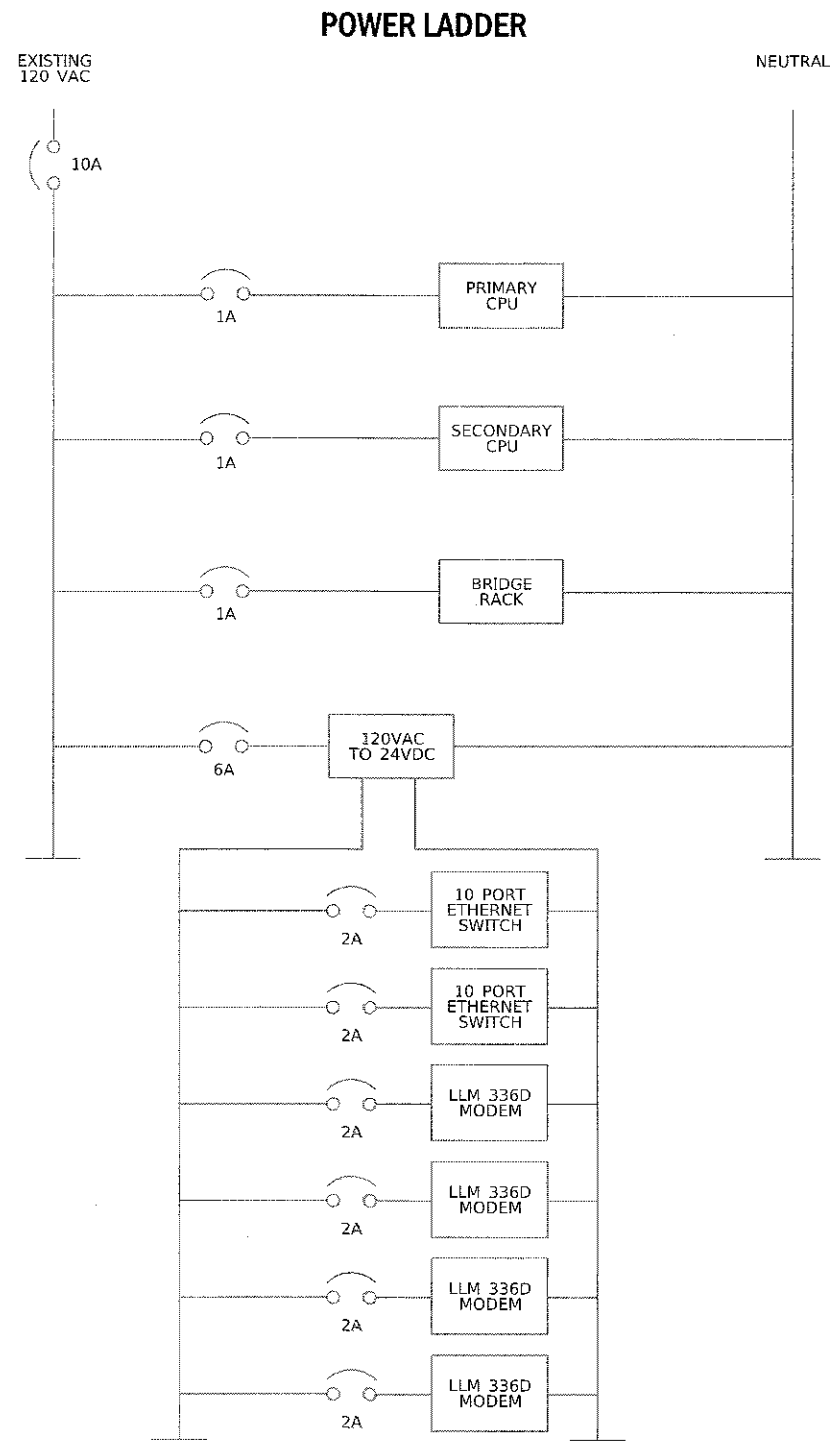 POWER LADDER
EXISTING
120 VAC
NEUTRAL
10A
PRIMARY
CPU
1A
SECONDARY
CPU
1A
BRIDGE
RACK
1A
120VAC
TO 24VDC
6A
10 PORT
ETHERNET
SWITCH
2A
10 PORT
ETHERNET
SWITCH
2A
LLM 336D
MODEM
2A
LLM 336D
MODEM
2A
LLM 336D
MODEM
2A
LLM 336D
MODEM
2A